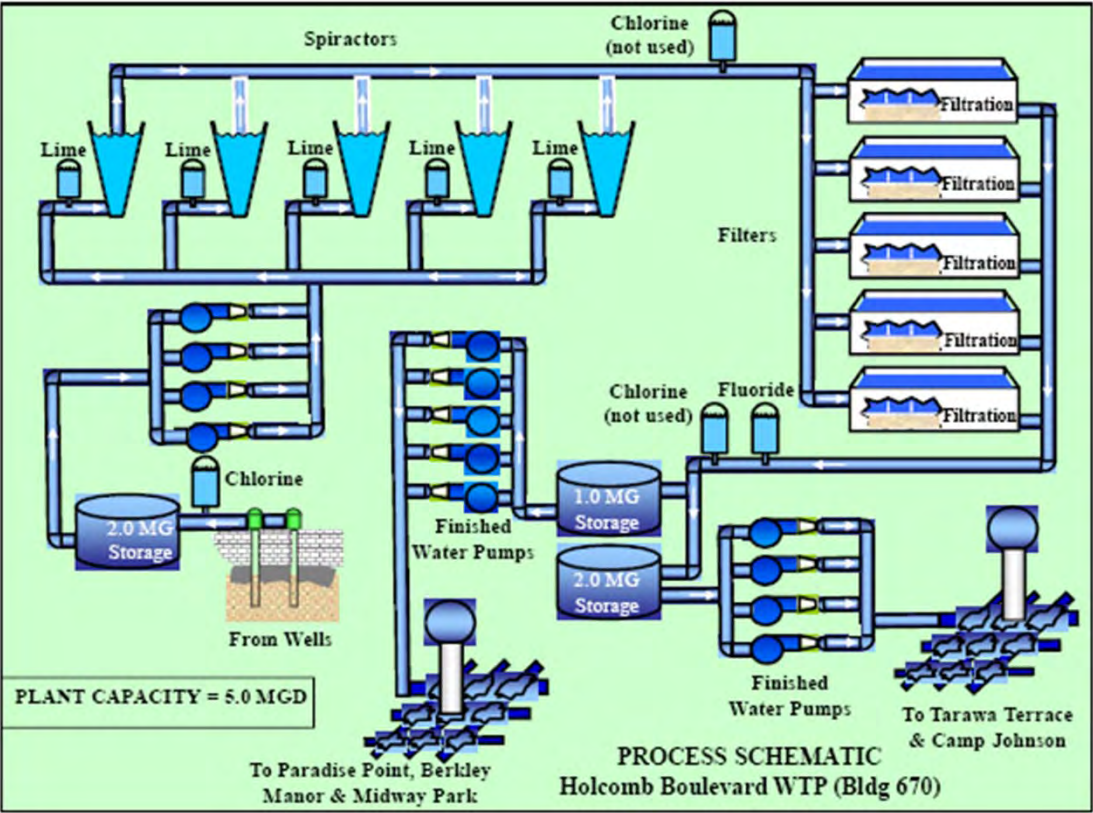 Spiractors
Chlorine
(not used)
Lime
Lime
Lime
Lime
Lime
Filtration
Filtration
Filtration
Filtration
Filtration
Filters
Chlorine
(not used)
Fluoride
Chlorine
2.0 MG
Storage
From Wells
1.0 MG
Storage
2.0 MG
Storage
Finished
Water Pumps
Finished
Water Pumps
PLANT CAPACITY = 5.0 MGD
To Paradise Point, Berkley
Manor & Midway Park
To Tarawa Terrace
& Camp Johnson
PROCESS SCHEMATIC
Holcomb Boulevard WTP (Bldg 670)